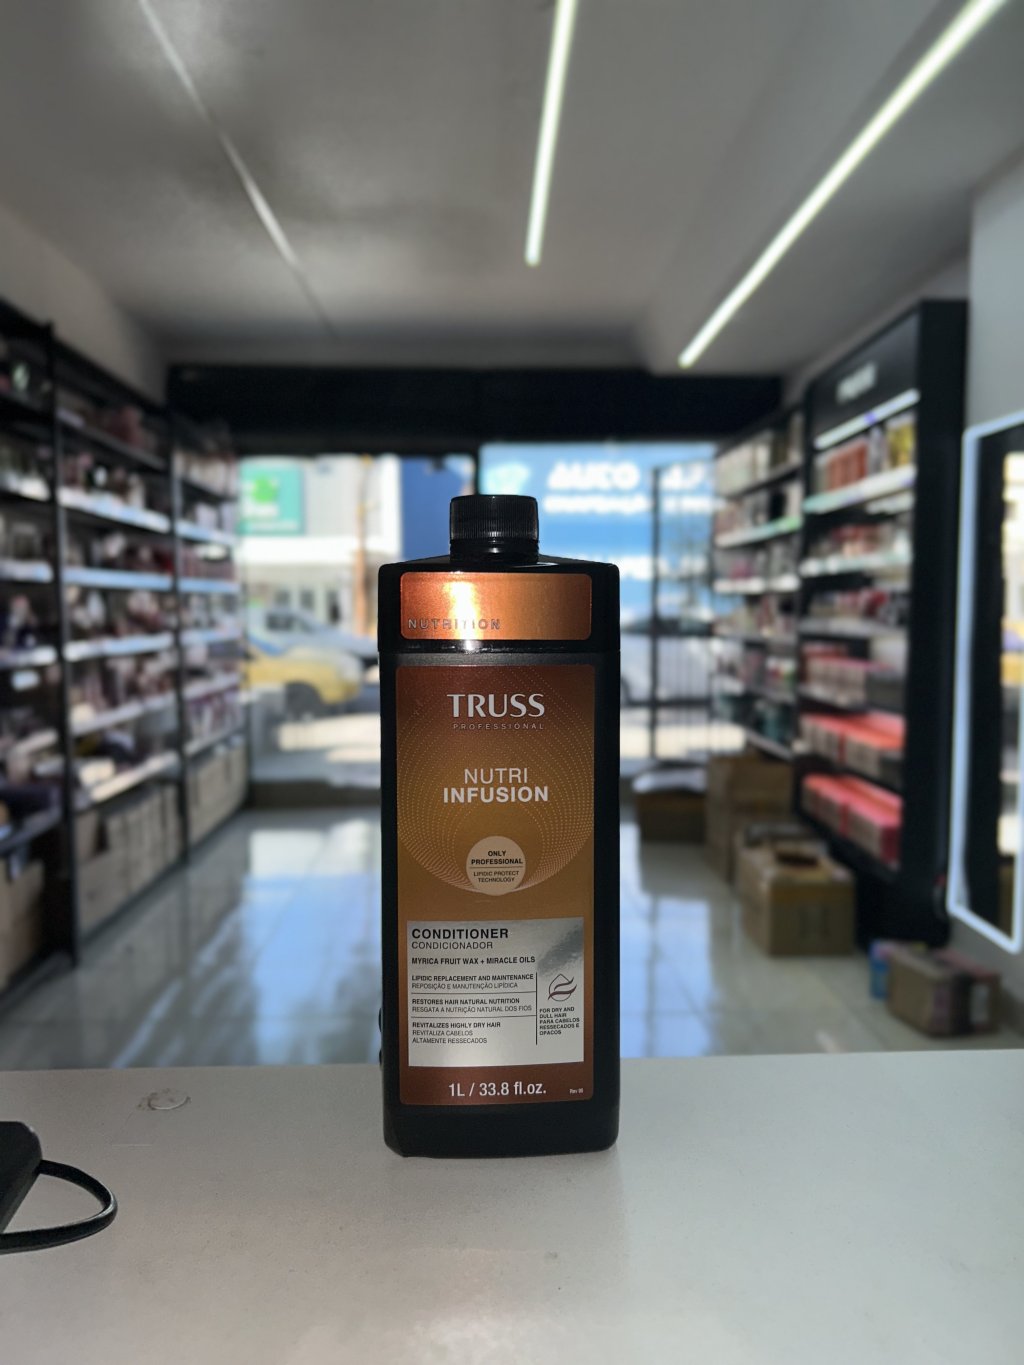 NUTRITION
TRUSS
PROFESSIONAL
NUTRI
INFUSION
ONLY
PROFESSIONAL
LIPIDIC PROTECT
TECHNOLOGY
CONDITIONER
CONDICIONADOR
MYRICA FRUIT WAX + MIRACLE OILS
LIPIDIC REPLACEMENT AND MAINTENANCE
REPOSIÇÃO E MANUTENÇÃO LIPÍDICA
RESTORES HAIR NATURAL NUTRITION
RESGATA A NUTRIÇÃO NATURAL DOS FIOS
REVITALIZES HIGHLY DRY HAIR
REVITALIZA CABELOS
ALTAMENTE RESSECADOS
FOR DRY AND
DULL HAIR
PARA CABELOS
RESSECADOS E
OPACOS
1L / 33.8 fl.oz.